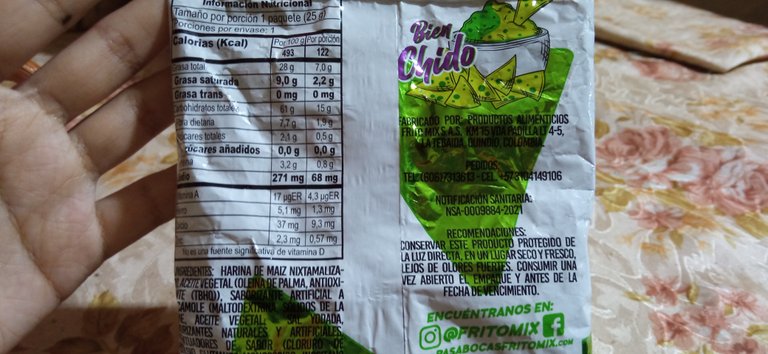 Información Nutricional
Tamaño por porción 1 paquete (25 g)
Porciones por envase: 1
Calorías (Kcal) Por 100 g Por porción
493 122
Grasa total 28 g 7,0 g
Grasa saturada 9,0 g 2,2 g
Grasa trans 0 mg 0 mg
Carbohidratos totales 61 g 15 g
dietaria 7,7 g 1,9 g
totales 2,1 g 0,5 g
añadidos 0,0 g 0,0 g
3,2 g 0,8 g
271 mg 68 mg
A 17 µgER 4,3 µgER
5,1 mg 1,3 mg
37 mg 9,3 mg
2,3 mg 0,57 mg
No es una fuente significativa de vitamina D
HARINA DE MAIZ NIXTAMALIZA-
ACEITE VEGETAL (OLEINA DE PALMA, ANTIOXI-
(TBHQ), SABORIZANTE ARTIFICIAL A
(MALTODEXTRINA, SÓLIDOS DE LA
ACEITE VEGETAL, SAL YODADA,
NATURALES Y ARTIFICIALES,
DE SABOR (CLORURO DE
Bien
Chido
FABRICADO POR: PRODUCTOS ALIMENTICIOS
FRITO MIX S.A.S. KM 15 VDA PADILLA LT 4-5,
LA TEBAIDA, QUINDIO, COLOMBIA.
PEDIDOS:
TEL: (606)7313613 - CEL. +57 3104149106
NOTIFICACIÓN SANITARIA:
NSA-0009884-2021
RECOMENDACIONES:
CONSERVAR ESTE PRODUCTO PROTEGIDO DE
LA LUZ DIRECTA, EN UN LUGAR SECO Y FRESCO,
LEJOS DE OLORES FUERTES. CONSUMIR UNA
VEZ ABIERTO EL EMPAQUE Y ANTES DE LA
FECHA DE VENCIMIENTO.
ENCUÉNTRANOS EN:
@FRITOMIX
PASABOCASFRITOMIX.COM